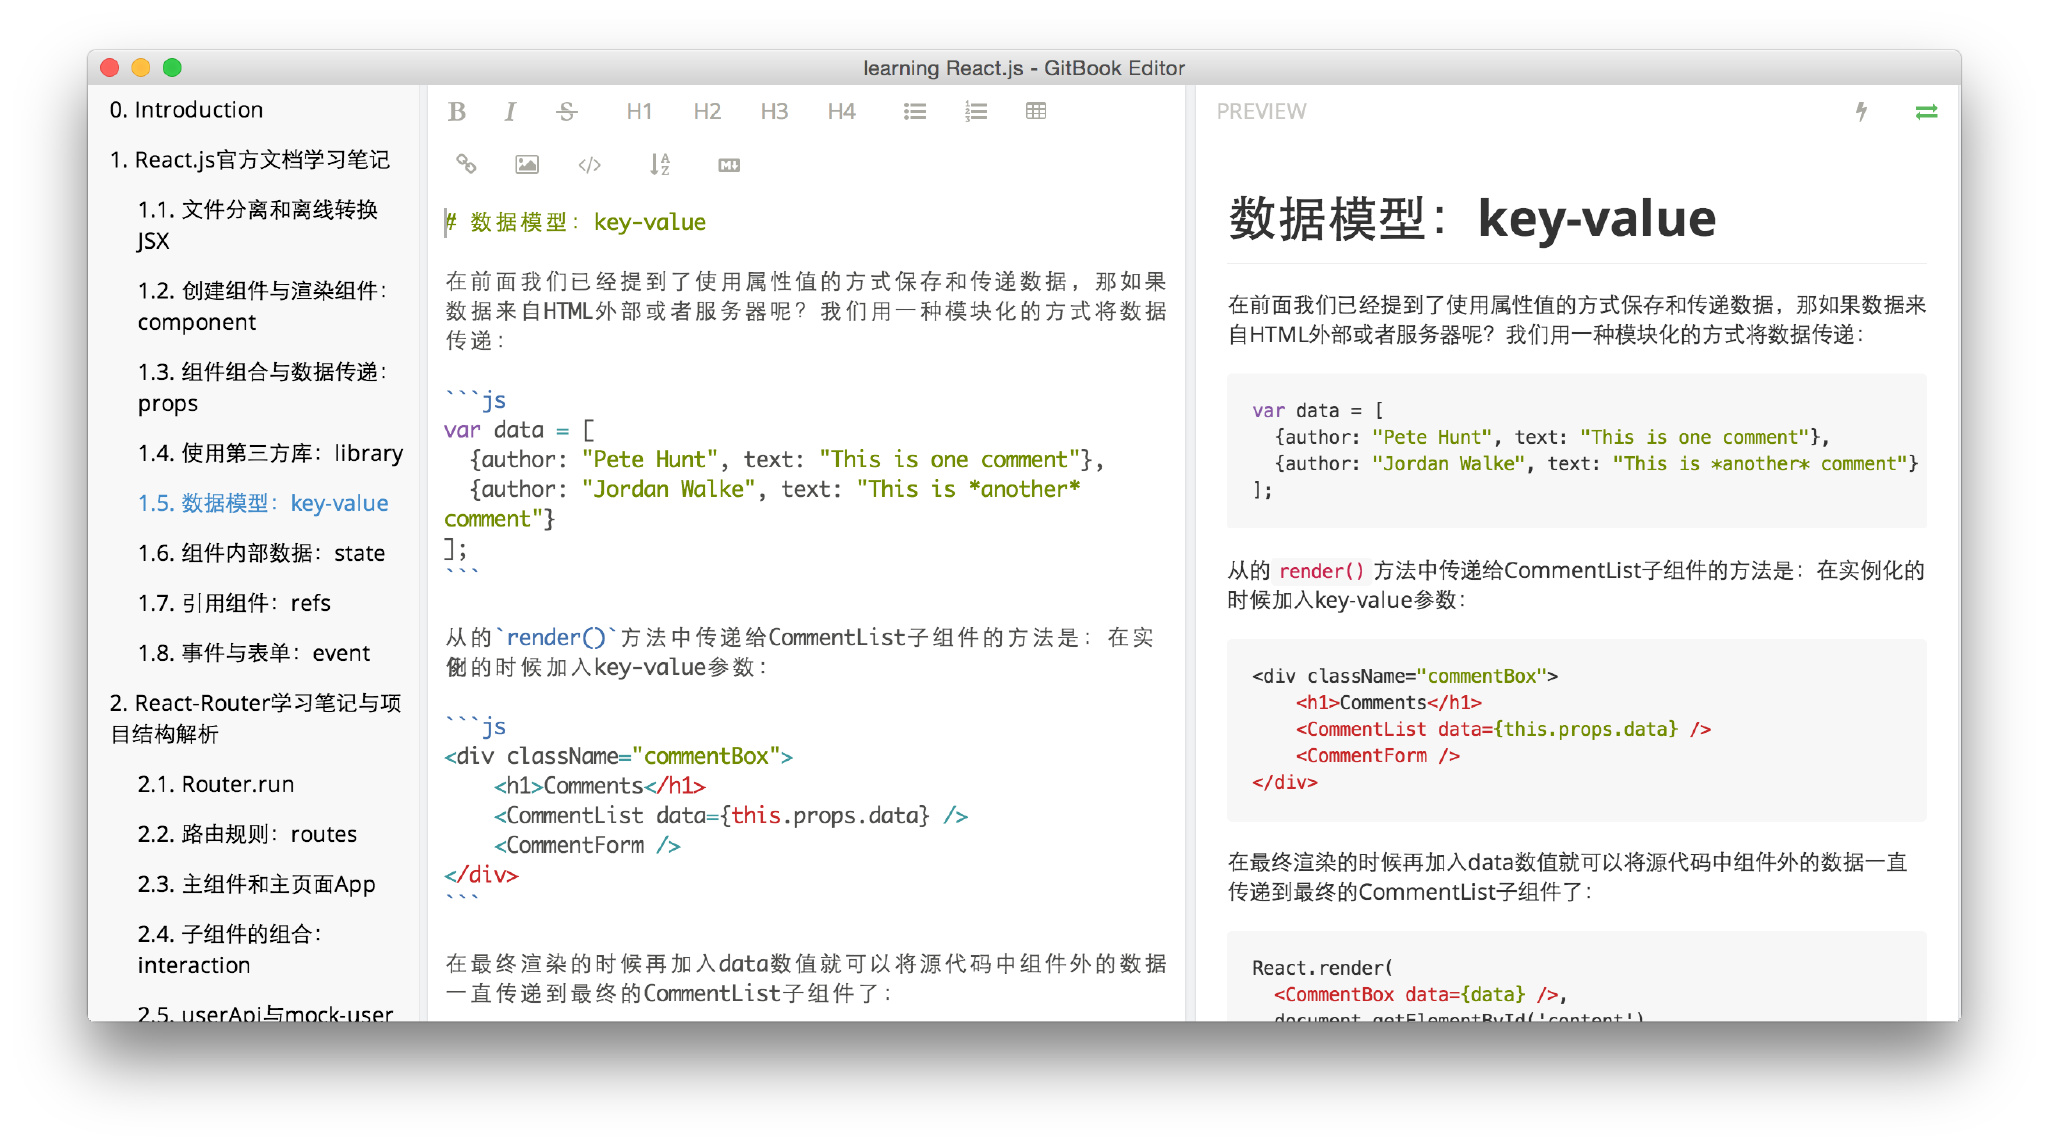 learning React.js - GitBook Editor
0. Introduction
1. React.js官方文档学习笔记
1.1. 文件分离和离线转换
JSX
1.2. 创建组件与渲染组件：
component
1.3. 组件组合与数据传递：
props
1.4. 使用第三方库：library
1.5. 数据模型：key-value
1.6. 组件内部数据：state
1.7. 引用组件：refs
1.8. 事件与表单：event
2. React-Router学习笔记与项
目结构解析
2.1. Router.run
2.2. 路由规则：routes
2.3. 主组件和主页面App
2.4. 子组件的组合：
interaction
2.5. userApi与mock-user
B I S H1 H2 H3 H4
# 数据模型：key-value
在前面我们已经提到了使用属性值的方式保存和传递数据，那如果
数据来自HTML外部或者服务器呢？我们用一种模块化的方式将数据
传递：
```js
var data = [
  {author: "Pete Hunt", text: "This is one comment"},
  {author: "Jordan Walke", text: "This is *another*
comment"}
];
```
从的`render()`方法中传递给CommentList子组件的方法是：在实
例化的时候加入key-value参数：
```js
<div className="commentBox">
    <h1>Comments</h1>
    <CommentList data={this.props.data} />
    <CommentForm />
</div>
```
在最终渲染的时候再加入data数值就可以将源代码中组件外的数据
一直传递到最终的CommentList子组件了：
PREVIEW
数据模型：key-value
在前面我们已经提到了使用属性值的方式保存和传递数据，那如果数据来
自HTML外部或者服务器呢？我们用一种模块化的方式将数据传递：
var data = [
  {author: "Pete Hunt", text: "This is one comment"},
  {author: "Jordan Walke", text: "This is *another* comment"}
];
从的 render() 方法中传递给CommentList子组件的方法是：在实例化的
时候加入key-value参数：
<div className="commentBox">
    <h1>Comments</h1>
    <CommentList data={this.props.data} />
    <CommentForm />
</div>
在最终渲染的时候再加入data数值就可以将源代码中组件外的数据一直
传递到最终的CommentList子组件了：
React.render(
  <CommentBox data={data} />,
  document.getElementById('content')